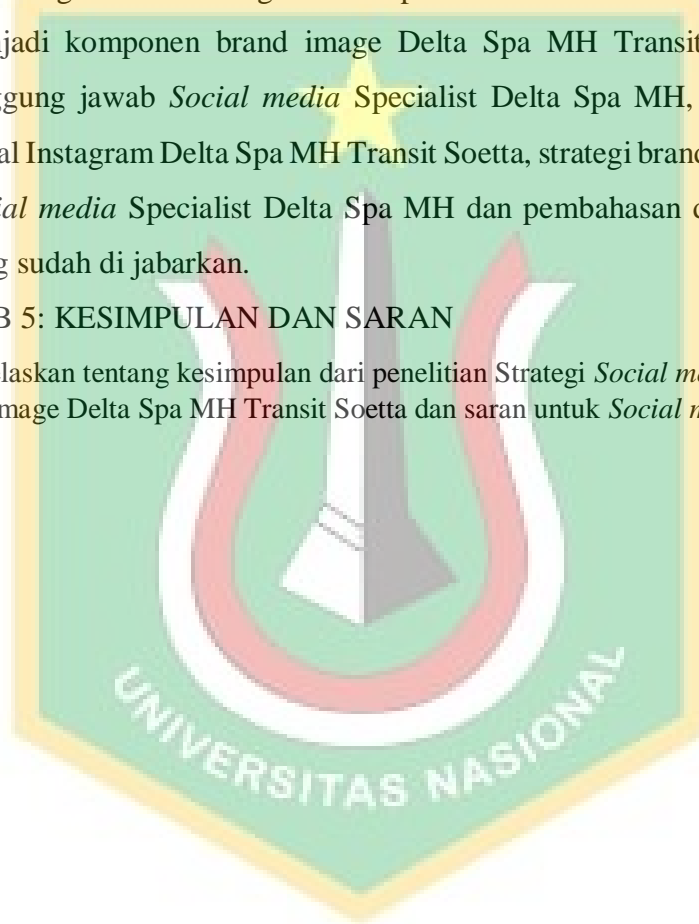 njadi komponen brand image Delta Spa MH Transit
ggung jawab Social media Specialist Delta Spa MH,
al Instagram Delta Spa MH Transit Soetta, strategi brand
ial media Specialist Delta Spa MH dan pembahasan d
g sudah di jabarkan.
B 5: KESIMPULAN DAN SARAN
elaskan tentang kesimpulan dari penelitian Strategi Social m
mage Delta Spa MH Transit Soetta dan saran untuk Social m
UNIVERSITAS NASIONAL